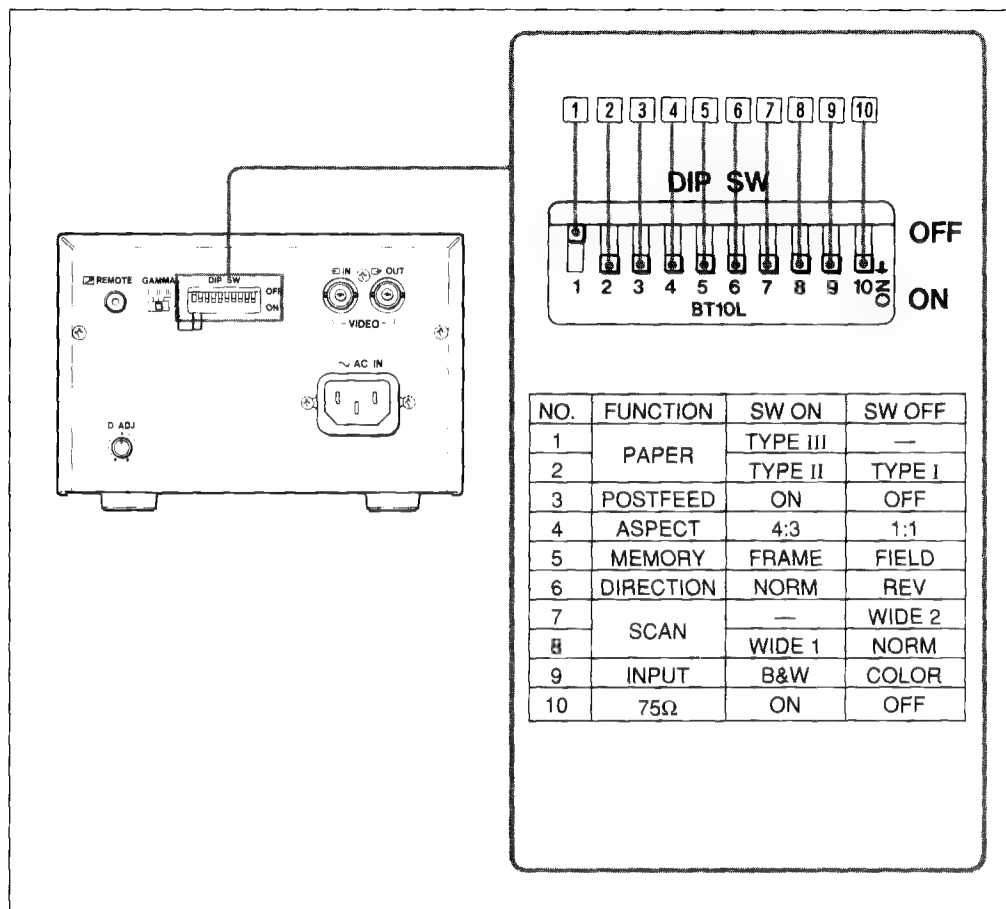 REMOTE GAMMA DIP SW
OFF
ON
IN OUT
VIDEO
~ AC IN
D ADJ
1 2 3 4 5 6 7 8 9 10
DIP SW
OFF
ON
1 2 3 4 5 6 7 8 9 10
ON
BT10L
NO. FUNCTION SW ON SW OFF
1 PAPER TYPE III —
2 TYPE II TYPE I
3 POSTFEED ON OFF
4 ASPECT 4:3 1:1
5 MEMORY FRAME FIELD
6 DIRECTION NORM REV
7 SCAN — WIDE 2
8 WIDE 1 NORM
9 INPUT B&W COLOR
10 75Ω ON OFF